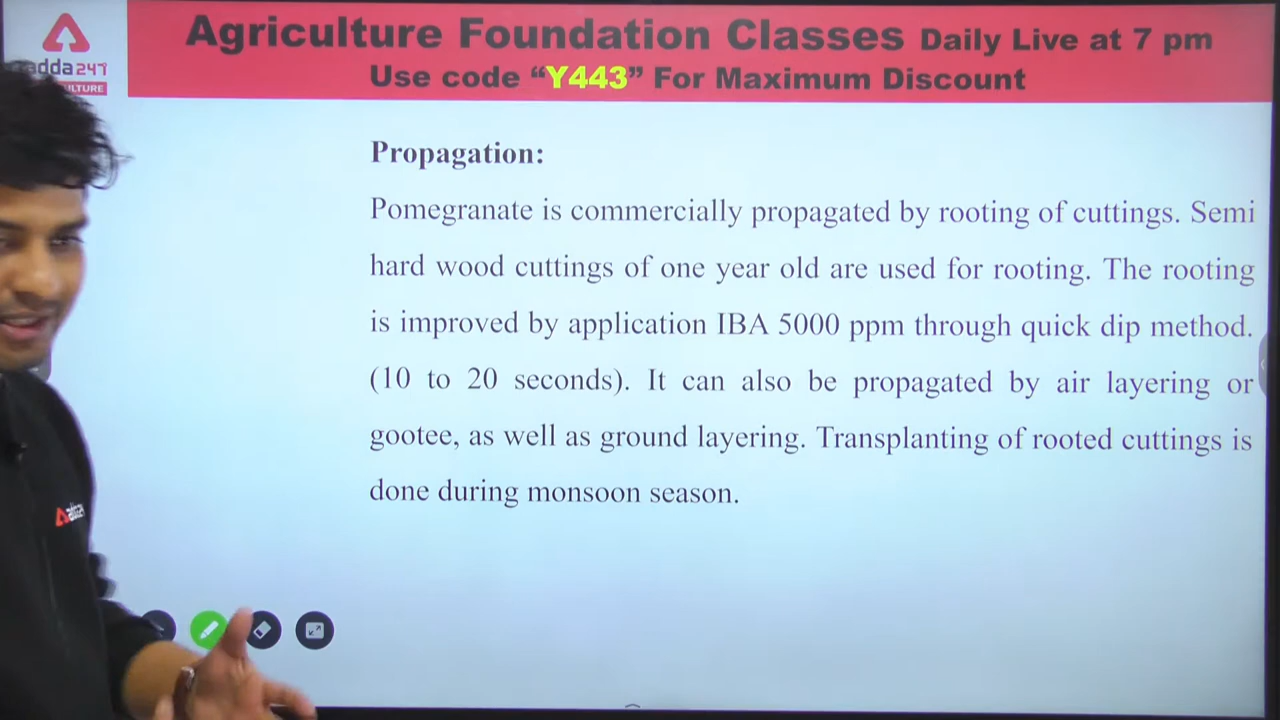 Agriculture Foundation Classes Daily Live at 7 pm
Use code “Y443” For Maximum Discount
adda247
Propagation:
Pomegranate is commercially propagated by rooting of cuttings. Semi
hard wood cuttings of one year old are used for rooting. The rooting
is improved by application IBA 5000 ppm through quick dip method.
(10 to 20 seconds). It can also be propagated by air layering or
gootee, as well as ground layering. Transplanting of rooted cuttings is
done during monsoon season.